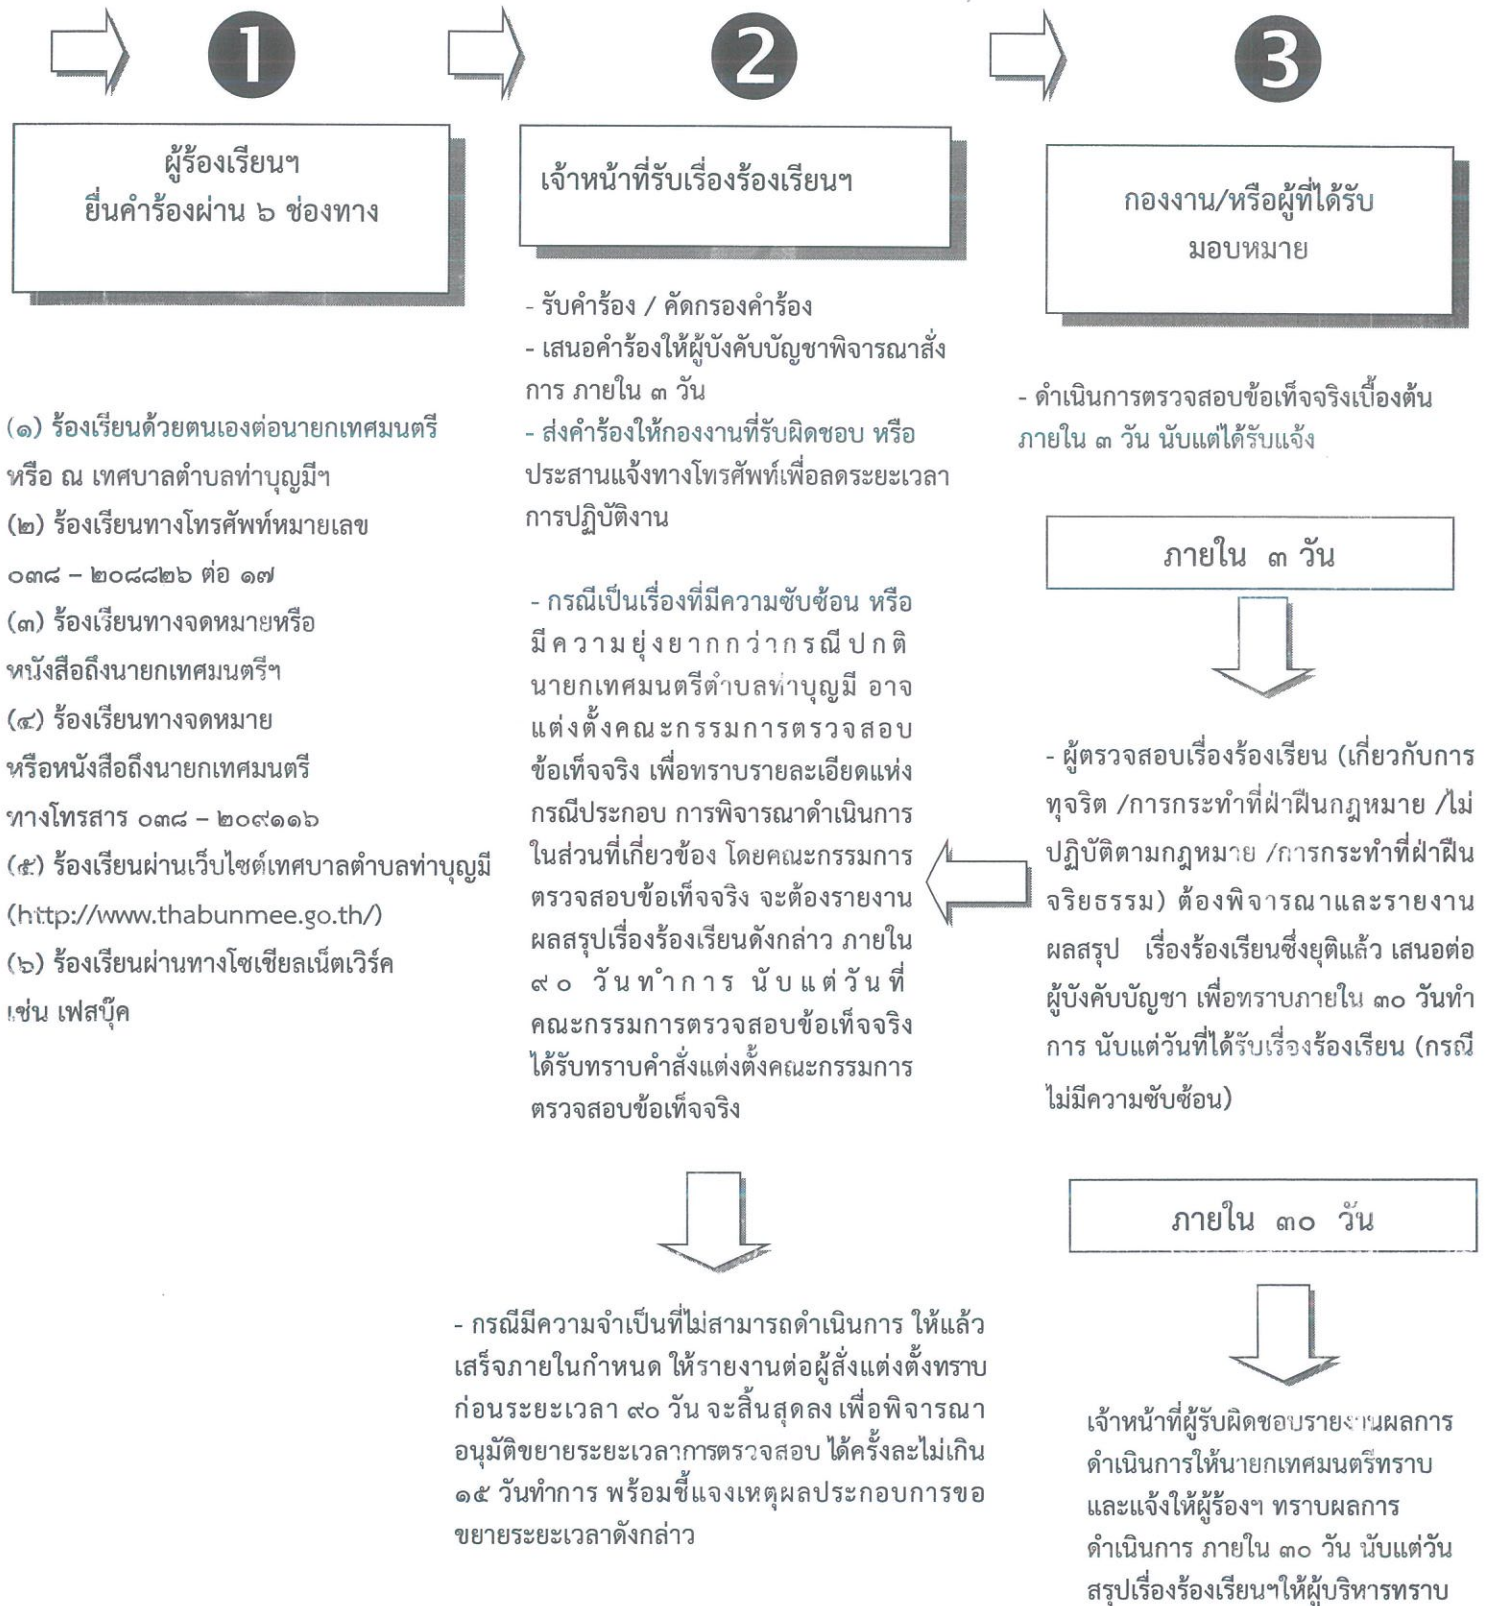 1
ผู้ร้องเรียนฯ
ยื่นคำร้องผ่าน ๖ ช่องทาง
(๑) ร้องเรียนด้วยตนเองต่อนายกเทศมนตรี
หรือ ณ เทศบาลตำบลท่าบุญมีฯ
(๒) ร้องเรียนทางโทรศัพท์หมายเลข
๐๓๘ – ๒๐๘๘๒๖ ต่อ ๑๗
(๓) ร้องเรียนทางจดหมายหรือ
หนังสือถึงนายกเทศมนตรีฯ
(๔) ร้องเรียนทางจดหมาย
หรือหนังสือถึงนายกเทศมนตรี
ทางโทรสาร ๐๓๘ – ๒๐๙๑๑๖
(๕) ร้องเรียนผ่านเว็บไซต์เทศบาลตำบลท่าบุญมี
(http://www.thabunmee.go.th/)
(๖) ร้องเรียนผ่านทางโซเชียลเน็ตเวิร์ค
เช่น เฟสบุ๊ค
2
เจ้าหน้าที่รับเรื่องร้องเรียนฯ
- รับคำร้อง / คัดกรองคำร้อง
- เสนอคำร้องให้ผู้บังคับบัญชาพิจารณาสั่ง
การ ภายใน ๓ วัน
- ส่งคำร้องให้กองงานที่รับผิดชอบ หรือ
ประสานแจ้งทางโทรศัพท์เพื่อลดระยะเวลา
การปฏิบัติงาน
- กรณีเป็นเรื่องที่มีความซับซ้อน หรือ
มีความยุ่งยากกว่ากรณีปกติ
นายกเทศมนตรีตำบลท่าบุญมี อาจ
แต่งตั้งคณะกรรมการตรวจสอบ
ข้อเท็จจริง เพื่อทราบรายละเอียดแห่ง
กรณีประกอบ การพิจารณาดำเนินการ
ในส่วนที่เกี่ยวข้อง โดยคณะกรรมการ
ตรวจสอบข้อเท็จจริง จะต้องรายงาน
ผลสรุปเรื่องร้องเรียนดังกล่าว ภายใน
๙๐ วันทำการ นับแต่วันที่
คณะกรรมการตรวจสอบข้อเท็จจริง
ได้รับทราบคำสั่งแต่งตั้งคณะกรรมการ
ตรวจสอบข้อเท็จจริง
- กรณีมีความจำเป็นที่ไม่สามารถดำเนินการ ให้แล้ว
เสร็จภายในกำหนด ให้รายงานต่อผู้สั่งแต่งตั้งทราบ
ก่อนระยะเวลา ๙๐ วัน จะสิ้นสุดลง เพื่อพิจารณา
อนุมัติขยายระยะเวลาการตรวจสอบ ได้ครั้งละไม่เกิน
๑๕ วันทำการ พร้อมชี้แจงเหตุผลประกอบการขอ
ขยายระยะเวลาดังกล่าว
3
กองงาน/หรือผู้ที่ได้รับ
มอบหมาย
- ดำเนินการตรวจสอบข้อเท็จจริงเบื้องต้น
ภายใน ๓ วัน นับแต่ได้รับแจ้ง
ภายใน ๓ วัน
- ผู้ตรวจสอบเรื่องร้องเรียน (เกี่ยวกับการ
ทุจริต /การกระทำที่ฝ่าฝืนกฎหมาย /ไม่
ปฏิบัติตามกฎหมาย /การกระทำที่ฝ่าฝืน
จริยธรรม) ต้องพิจารณาและรายงาน
ผลสรุป เรื่องร้องเรียนซึ่งยุติแล้ว เสนอต่อ
ผู้บังคับบัญชา เพื่อทราบภายใน ๓๐ วันทำ
การ นับแต่วันที่ได้รับเรื่องร้องเรียน (กรณี
ไม่มีความซับซ้อน)
ภายใน ๓๐ วัน
เจ้าหน้าที่ผู้รับผิดชอบรายงานผลการ
ดำเนินการให้นายกเทศมนตรีทราบ
และแจ้งให้ผู้ร้องฯ ทราบผลการ
ดำเนินการ ภายใน ๓๐ วัน นับแต่วัน
สรุปเรื่องร้องเรียนฯให้ผู้บริหารทราบ